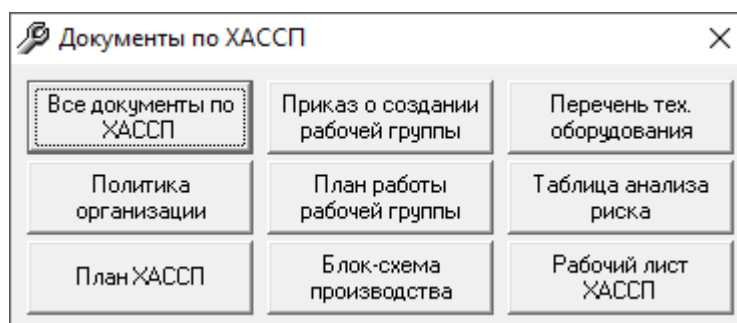 Документы по ХАССП
Все документы по
ХАССП
Приказ о создании
рабочей группы
Перечень тех.
оборудования
Политика
организации
План работы
рабочей группы
Таблица анализа
риска
План ХАССП
Блок-схема
производства
Рабочий лист
ХАССП